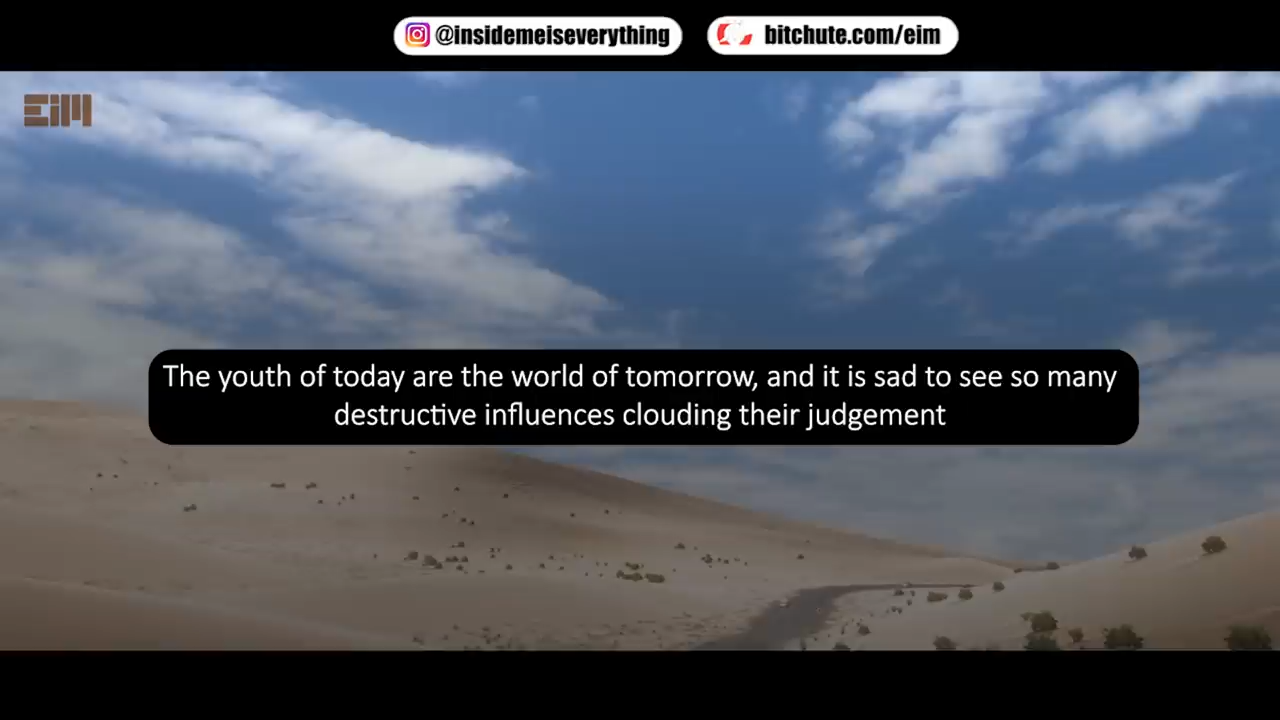 @insidemeiseverything
bitchute.com/eim
EiM
The youth of today are the world of tomorrow, and it is sad to see so many
destructive influences clouding their judgement